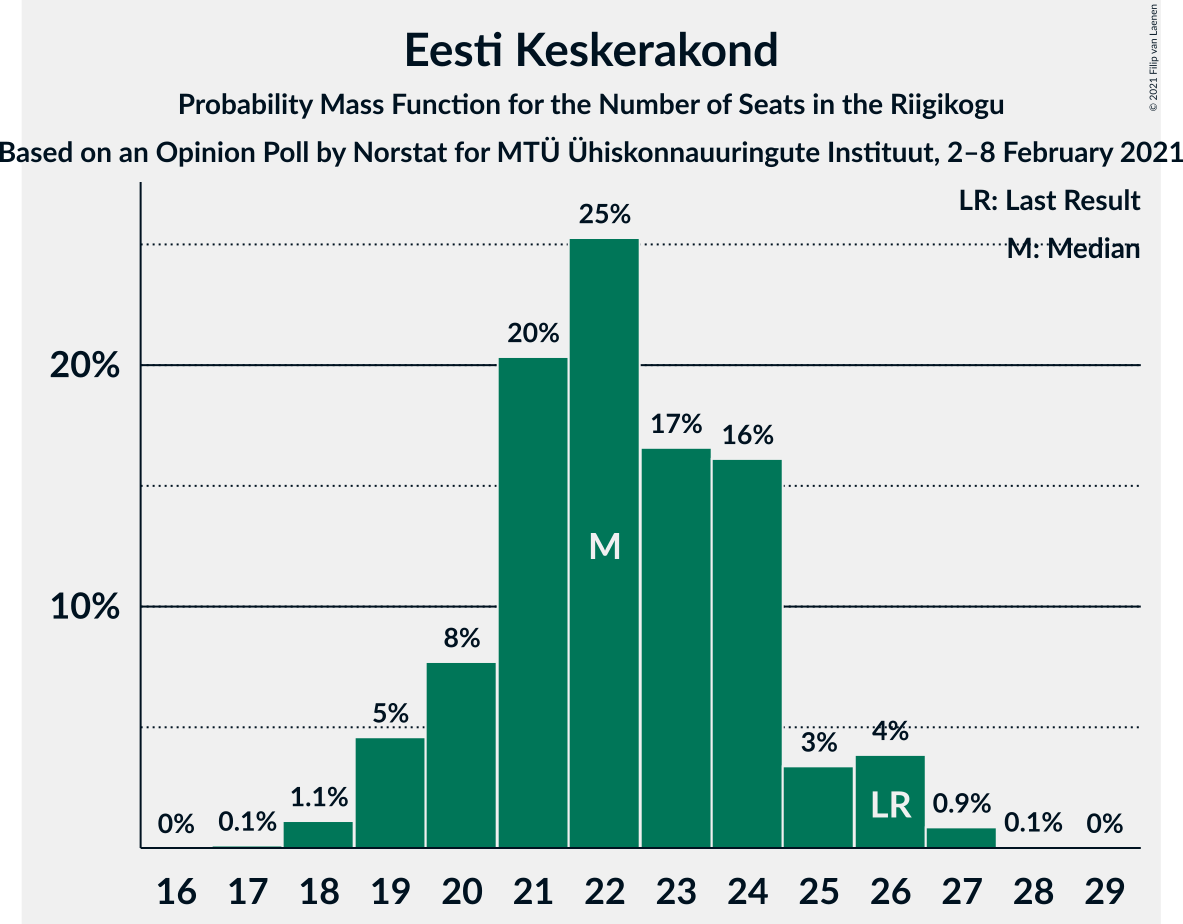 Eesti Keskerakond
Probability Mass Function for the Number of Seats in the Riigikogu
Based on an Opinion Poll by Norstat for MTÜ Ühiskonnauuringute Instituut, 2–8 February 2021
© 2021 Filip van Laenen
LR: Last Result
M: Median
25%
20%
20%
17%
16%
M
10%
8%
5%
4%
3%
LR
1.1%
0.9%
0% 0.1% 0.1% 0%
16 17 18 19 20 21 22 23 24 25 26 27 28 29